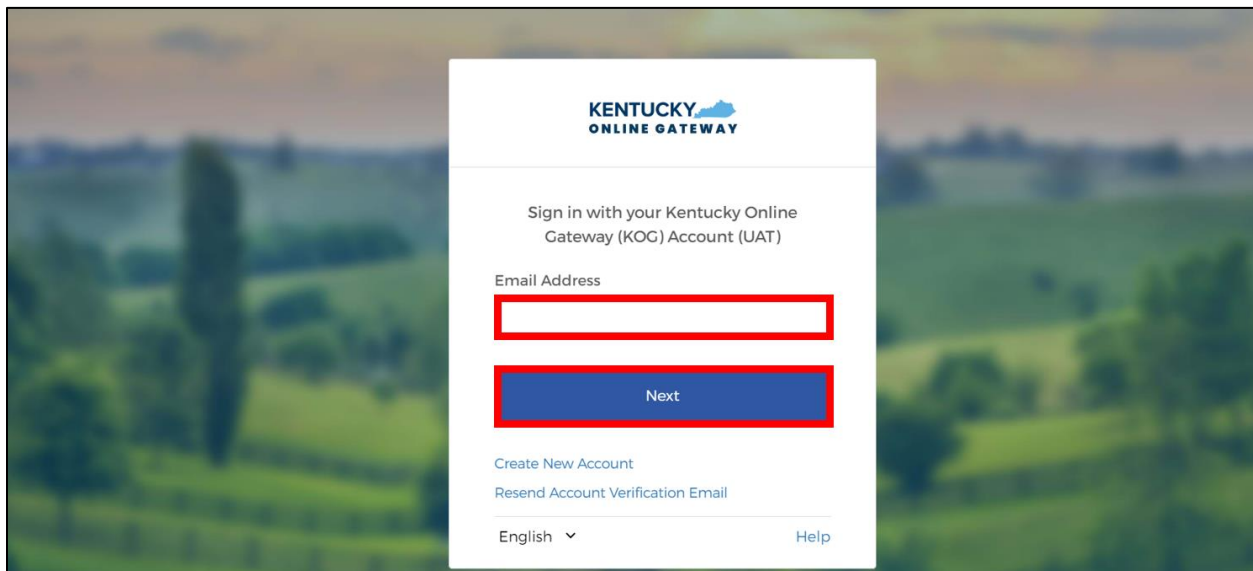 KENTUCKY
ONLINE GATEWAY
Sign in with your Kentucky Online
Gateway (KOG) Account (UAT)
Email Address
Next
Create New Account
Resend Account Verification Email
English
Help